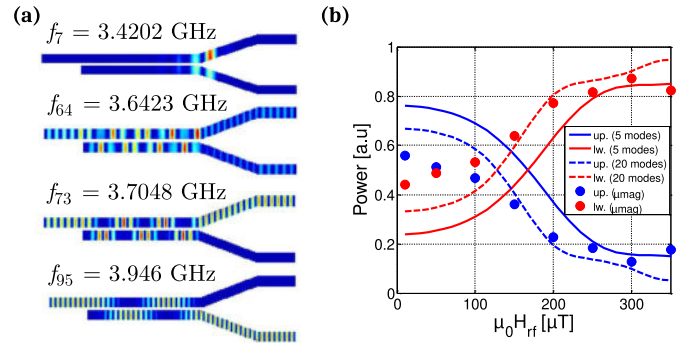 (a)
f7 = 3.4202 GHz
f64 = 3.6423 GHz
f73 = 3.7048 GHz
f95 = 3.946 GHz
(b)
1
0.8
0.6
0.4
0.2
0
0 100 200 300
Power [a.u]
μ0Hrf [μT]
up. (5 modes)
lw. (5 modes)
up. (20 modes)
lw. (20 modes)
up. (μmag)
lw. (μmag)